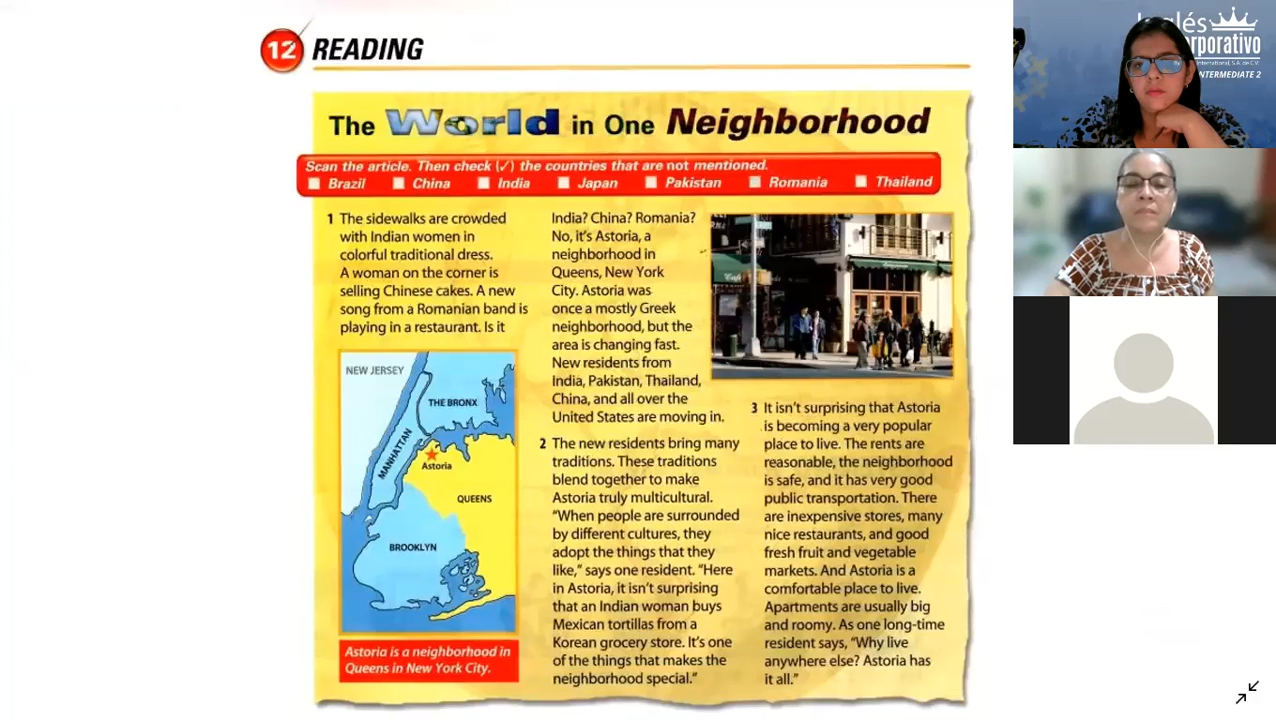 12 READING
The World in One Neighborhood
Scan the article. Then check (✓) the countries that are not mentioned.
Brazil China India Japan Pakistan Romania Thailand
1 The sidewalks are crowded
with Indian women in
colorful traditional dress.
A woman on the corner is
selling Chinese cakes. A new
song from a Romanian band is
playing in a restaurant. Is it
India? China? Romania?
No, it's Astoria, a
neighborhood in
Queens, New York
City. Astoria was
once a mostly Greek
neighborhood, but the
area is changing fast.
New residents from
India, Pakistan, Thailand,
China, and all over the
United States are moving in.
2 The new residents bring many
traditions. These traditions
blend together to make
Astoria truly multicultural.
"When people are surrounded
by different cultures, they
adopt the things that they
like," says one resident. "Here
in Astoria, it isn't surprising
that an Indian woman buys
Mexican tortillas from a
Korean grocery store. It's one
of the things that makes the
neighborhood special."
3 It isn't surprising that Astoria
is becoming a very popular
place to live. The rents are
reasonable, the neighborhood
is safe, and it has very good
public transportation. There
are inexpensive stores, many
nice restaurants, and good
fresh fruit and vegetable
markets. And Astoria is a
comfortable place to live.
Apartments are usually big
and roomy. As one long-time
resident says, "Why live
anywhere else? Astoria has
it all."
NEW JERSEY
THE BRONX
MANHATTAN
Astoria
QUEENS
BROOKLYN
Astoria is a neighborhood in
Queens in New York City.
International, S.A. de C.V.
INTERMEDIATE 2